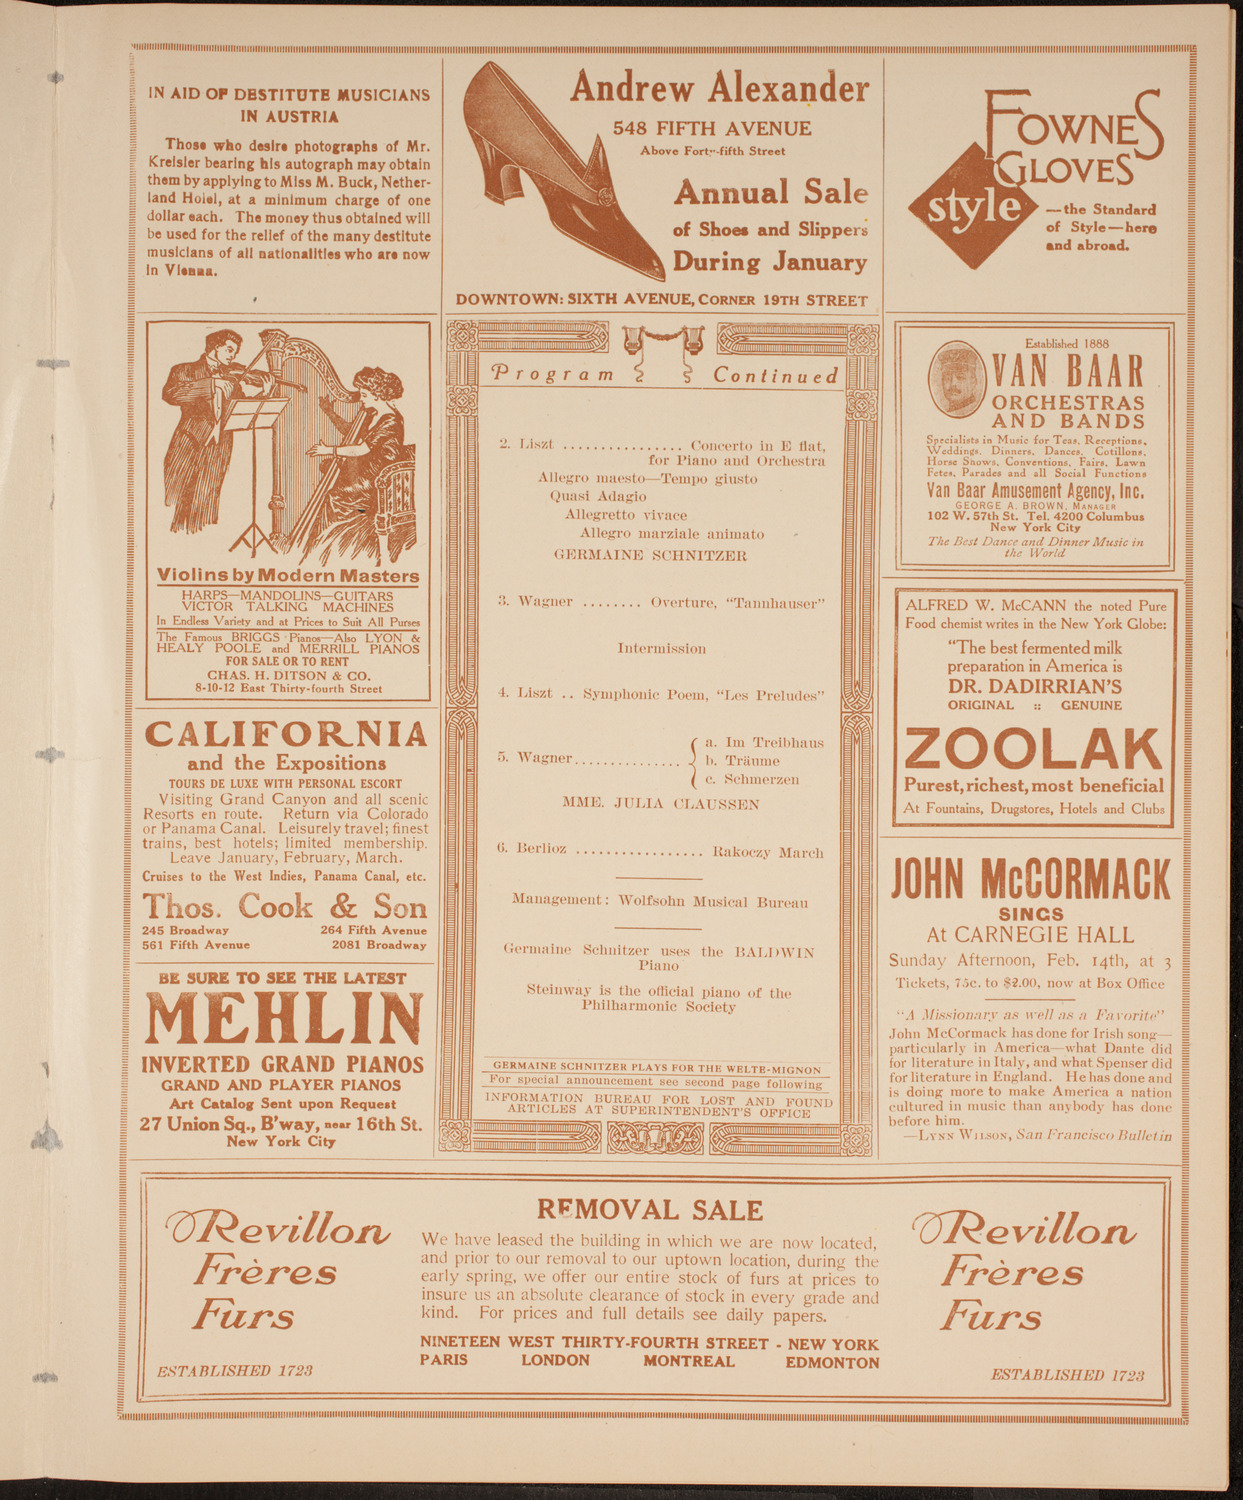 IN AID OF DESTITUTE MUSICIANS
IN AUSTRIA
Those who desire photographs of Mr.
Kreisler bearing his autograph may obtain
them by applying to Miss M. Buck, Nether-
land Hotel, at a minimum charge of one
dollar each. The money thus obtained will
be used for the relief of the many destitute
musicians of all nationalities who are now
in Vienna.
Andrew Alexander
548 FIFTH AVENUE
Above Forty-fifth Street
Annual Sale
of Shoes and Slippers
During January
DOWNTOWN: SIXTH AVENUE, CORNER 19TH STREET
FOWNES
GLOVES
style
—the Standard
of Style—here
and abroad.
Violins by Modern Masters
HARPS—MANDOLINS—GUITARS
VICTOR TALKING MACHINES
In Endless Variety and at Prices to Suit All Purses
The Famous BRIGGS Pianos—Also LYON &
HEALY POOLE and MERRILL PIANOS
FOR SALE OR TO RENT
CHAS. H. DITSON & CO.
8-10-12 East Thirty-fourth Street
CALIFORNIA
and the Expositions
TOURS DE LUXE WITH PERSONAL ESCORT
Visiting Grand Canyon and all scenic
Resorts en route. Return via Colorado
or Panama Canal. Leisurely travel; finest
trains, best hotels; limited membership.
Leave January, February, March.
Cruises to the West Indies, Panama Canal, etc.
Thos. Cook & Son
245 Broadway 264 Fifth Avenue
561 Fifth Avenue 2081 Broadway
BE SURE TO SEE THE LATEST
MEHLIN
INVERTED GRAND PIANOS
GRAND AND PLAYER PIANOS
Art Catalog Sent upon Request
27 Union Sq., B'way, near 16th St.
New York City
Program Continued
2. Liszt ................ Concerto in E flat,
for Piano and Orchestra
Allegro maesto—Tempo giusto
Quasi Adagio
Allegretto vivace
Allegro marziale animato
GERMAINE SCHNITZER
3. Wagner ........ Overture, "Tannhauser"
Intermission
4. Liszt .. Symphonic Poem, "Les Preludes"
5. Wagner............... { a. Im Treibhaus
b. Träume
c. Schmerzen
MME. JULIA CLAUSSEN
6. Berlioz ................. Rakoczy March
Management: Wolfsohn Musical Bureau
Germaine Schnitzer uses the BALDWIN
Piano
Steinway is the official piano of the
Philharmonic Society
GERMAINE SCHNITZER PLAYS FOR THE WELTE-MIGNON
For special announcement see second page following
INFORMATION BUREAU FOR LOST AND FOUND
ARTICLES AT SUPERINTENDENT'S OFFICE
Established 1888
VAN BAAR
ORCHESTRAS
AND BANDS
Specialists in Music for Teas, Receptions,
Weddings, Dinners, Dances, Cotillons,
Horse Shows, Conventions, Fairs, Lawn
Fetes, Parades and all Social Functions
Van Baar Amusement Agency, Inc.
GEORGE A. BROWN, MANAGER
102 W. 57th St. Tel. 4200 Columbus
New York City
The Best Dance and Dinner Music in
the World
ALFRED W. McCANN the noted Pure
Food chemist writes in the New York Globe:
"The best fermented milk
preparation in America is
DR. DADIRRIAN'S
ORIGINAL :: GENUINE
ZOOLAK
Purest, richest, most beneficial
At Fountains, Drugstores, Hotels and Clubs
JOHN McCORMACK
SINGS
At CARNEGIE HALL
Sunday Afternoon, Feb. 14th, at 3
Tickets, 75c. to $2.00, now at Box Office
"A Missionary as well as a Favorite"
John McCormack has done for Irish song—
particularly in America—what Dante did
for literature in Italy, and what Spenser did
for literature in England. He has done and
is doing more to make America a nation
cultured in music than anybody has done
before him.
—LYNN WILSON, San Francisco Bulletin
Revillon
Frères
Furs
ESTABLISHED 1723
REMOVAL SALE
We have leased the building in which we are now located,
and prior to our removal to our uptown location, during the
early spring, we offer our entire stock of furs at prices to
insure us an absolute clearance of stock in every grade and
kind. For prices and full details see daily papers.
NINETEEN WEST THIRTY-FOURTH STREET - NEW YORK
PARIS LONDON MONTREAL EDMONTON
Revillon
Frères
Furs
ESTABLISHED 1723